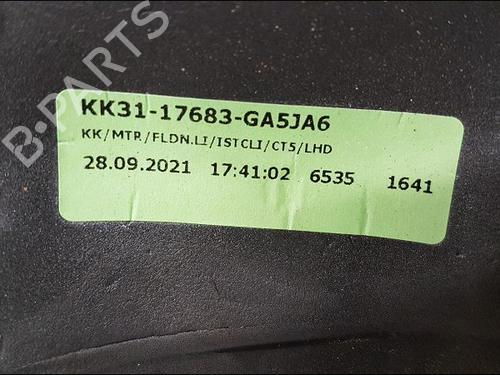 B-PARTS
KK31-17683-GA5JA6
KK/MTR/FLDN.LI/ISTCLI/CT5/LHD
28.09.2021 17:41:02 6535 1641